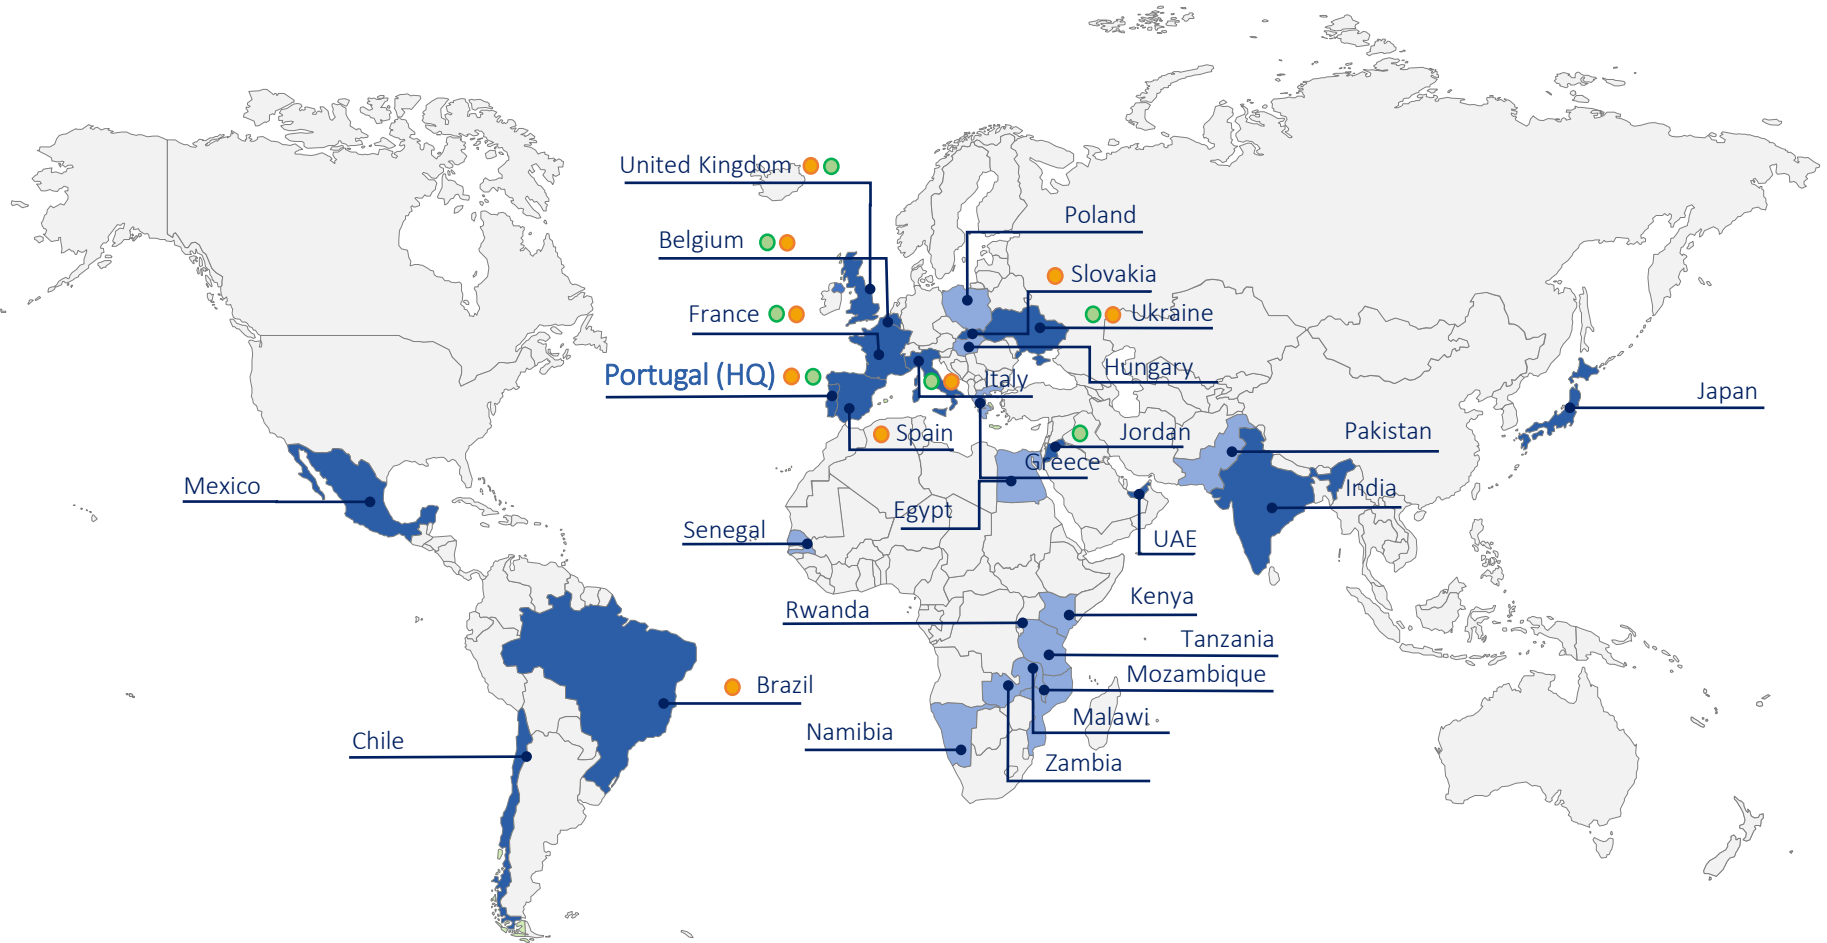 United Kingdom
Poland
Belgium
Slovakia
France
Ukraine
Hungary
Portugal (HQ)
Italy
Japan
Spain
Jordan
Pakistan
Greece
Mexico
India
Egypt
Senegal
UAE
Kenya
Rwanda
Tanzania
Mozambique
Brazil
Malawi
Namibia
Chile
Zambia